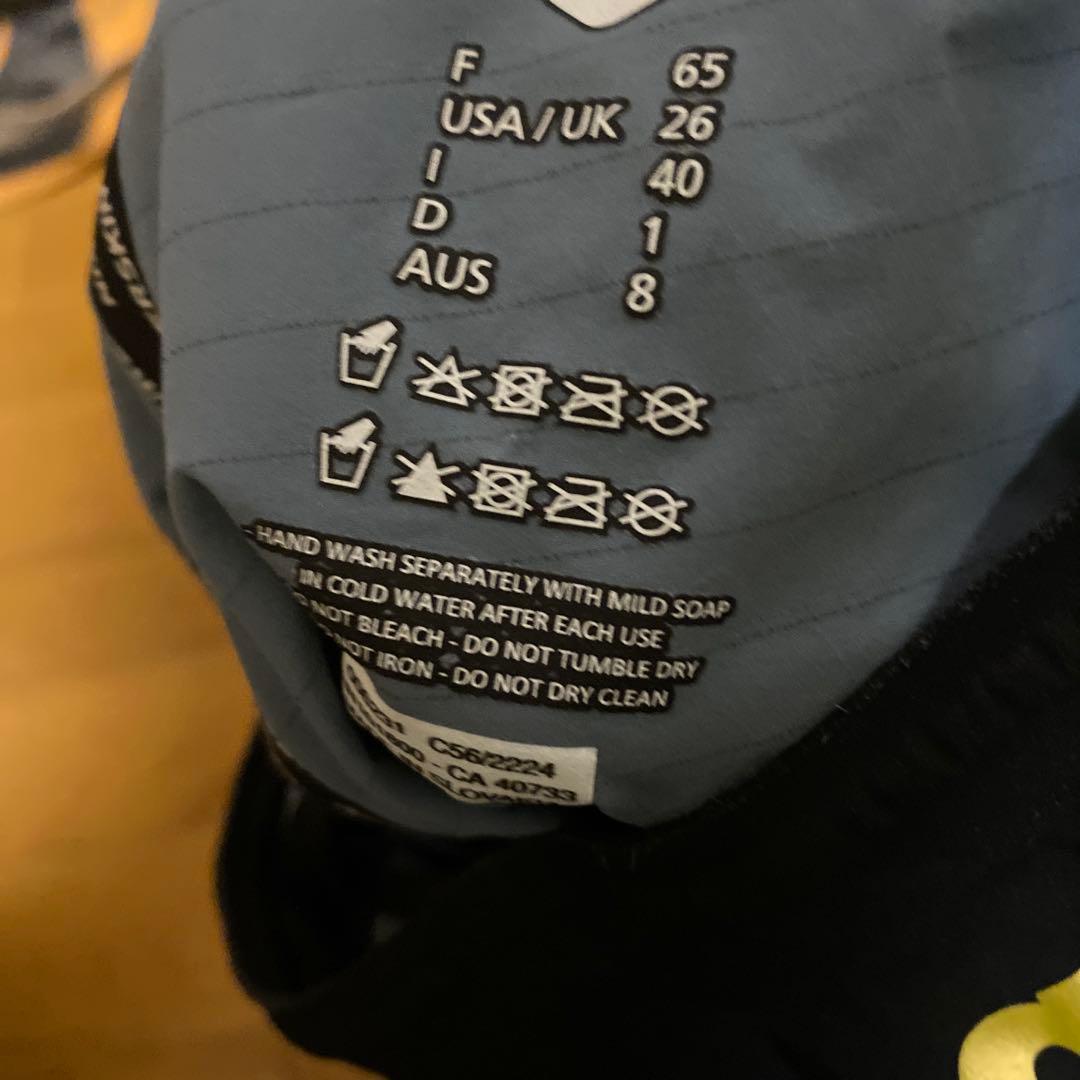 F 65
USA/UK 26
I 40
D 1
AUS 8
- HAND WASH SEPARATELY WITH MILD SOAP
IN COLD WATER AFTER EACH USE
NOT BLEACH - DO NOT TUMBLE DRY
NOT IRON - DO NOT DRY CLEAN
C56/2224
- CA 40733